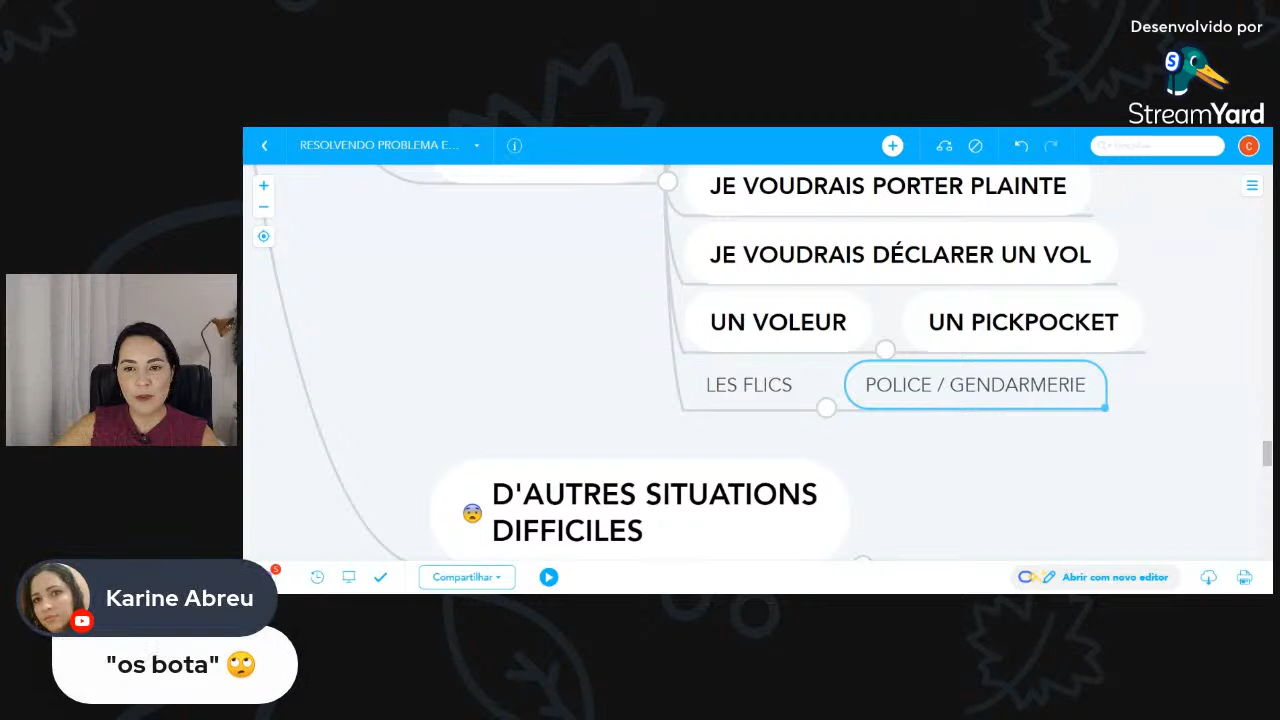 Desenvolvido por
StreamYard
RESOLVENDO PROBLEMA E...
JE VOUDRAIS PORTER PLAINTE
JE VOUDRAIS DÉCLARER UN VOL
UN VOLEUR
UN PICKPOCKET
LES FLICS
POLICE / GENDARMERIE
D'AUTRES SITUATIONS
DIFFICILES
Compartilhar
Abrir com novo editor
Karine Abreu
"os bota" 🙄